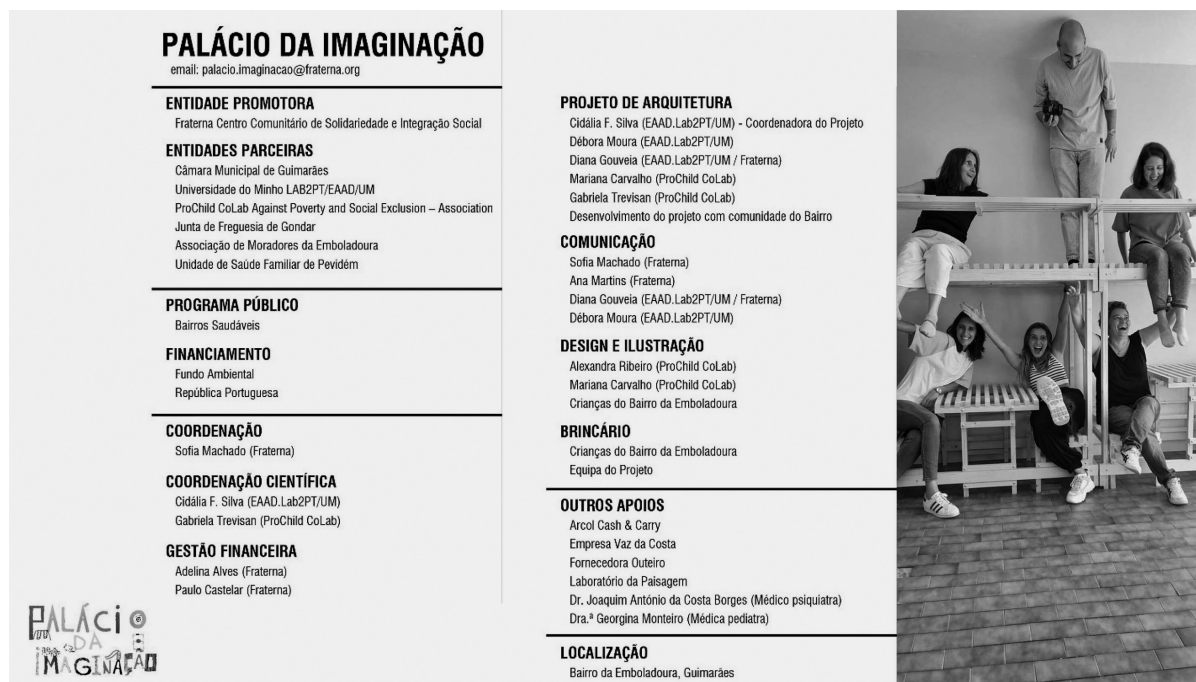 PALÁCIO DA IMAGINAÇÃO
email: palacio.imaginacao@fraterna.org
ENTIDADE PROMOTORA
Fraterna Centro Comunitário de Solidariedade e Integração Social
ENTIDADES PARCEIRAS
Câmara Municipal de Guimarães
Universidade do Minho LAB2PT/EAAD/UM
ProChild CoLab Against Poverty and Social Exclusion – Association
Junta de Freguesia de Gondar
Associação de Moradores da Emboladoura
Unidade de Saúde Familiar de Pevidém
PROGRAMA PÚBLICO
Bairros Saudáveis
FINANCIAMENTO
Fundo Ambiental
República Portuguesa
COORDENAÇÃO
Sofia Machado (Fraterna)
COORDENAÇÃO CIENTÍFICA
Cidália F. Silva (EAAD.Lab2PT/UM)
Gabriela Trevisan (ProChild CoLab)
GESTÃO FINANCEIRA
Adelina Alves (Fraterna)
Paulo Castelar (Fraterna)
PALÁCiO
DA
iMAGiNAÇÃO
PROJETO DE ARQUITETURA
Cidália F. Silva (EAAD.Lab2PT/UM) - Coordenadora do Projeto
Débora Moura (EAAD.Lab2PT/UM)
Diana Gouveia (EAAD.Lab2PT/UM / Fraterna)
Mariana Carvalho (ProChild CoLab)
Gabriela Trevisan (ProChild CoLab)
Desenvolvimento do projeto com comunidade do Bairro
COMUNICAÇÃO
Sofia Machado (Fraterna)
Ana Martins (Fraterna)
Diana Gouveia (EAAD.Lab2PT/UM / Fraterna)
Débora Moura (EAAD.Lab2PT/UM)
DESIGN E ILUSTRAÇÃO
Alexandra Ribeiro (ProChild CoLab)
Mariana Carvalho (ProChild CoLab)
Crianças do Bairro da Emboladoura
BRINCÁRIO
Crianças do Bairro da Emboladoura
Equipa do Projeto
OUTROS APOIOS
Arcol Cash & Carry
Empresa Vaz da Costa
Fornecedora Outeiro
Laboratório da Paisagem
Dr. Joaquim António da Costa Borges (Médico psiquiatra)
Dra.ª Georgina Monteiro (Médica pediatra)
LOCALIZAÇÃO
Bairro da Emboladoura, Guimarães